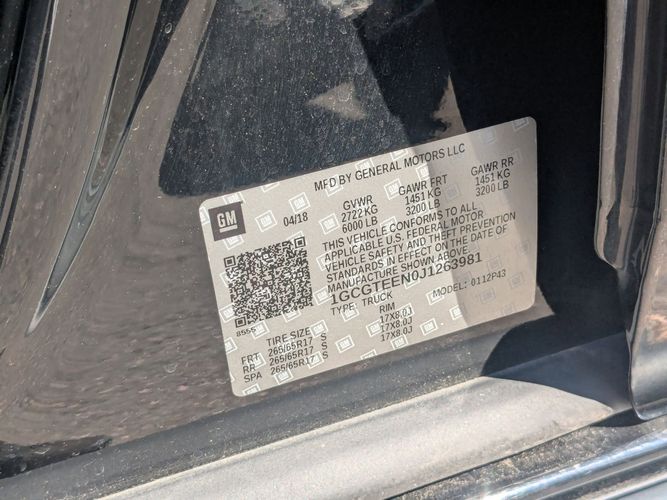 MFD BY GENERAL MOTORS LLC
GM
04/18
GVWR GAWR FRT GAWR RR
2722 KG 1451 KG 1451 KG
6000 LB 3200 LB 3200 LB
THIS VEHICLE CONFORMS TO ALL
APPLICABLE U.S. FEDERAL MOTOR
VEHICLE SAFETY AND THEFT PREVENTION
STANDARDS IN EFFECT ON THE DATE OF
MANUFACTURE SHOWN ABOVE.
1GCGTEEN0J1263981
TYPE: TRUCK MODEL: 0112P43
8555
TIRE SIZE RIM
FRT 265/65R17 S 17X8.0J
RR 265/65R17 S 17X8.0J
SPA 265/65R17 S 17X8.0J